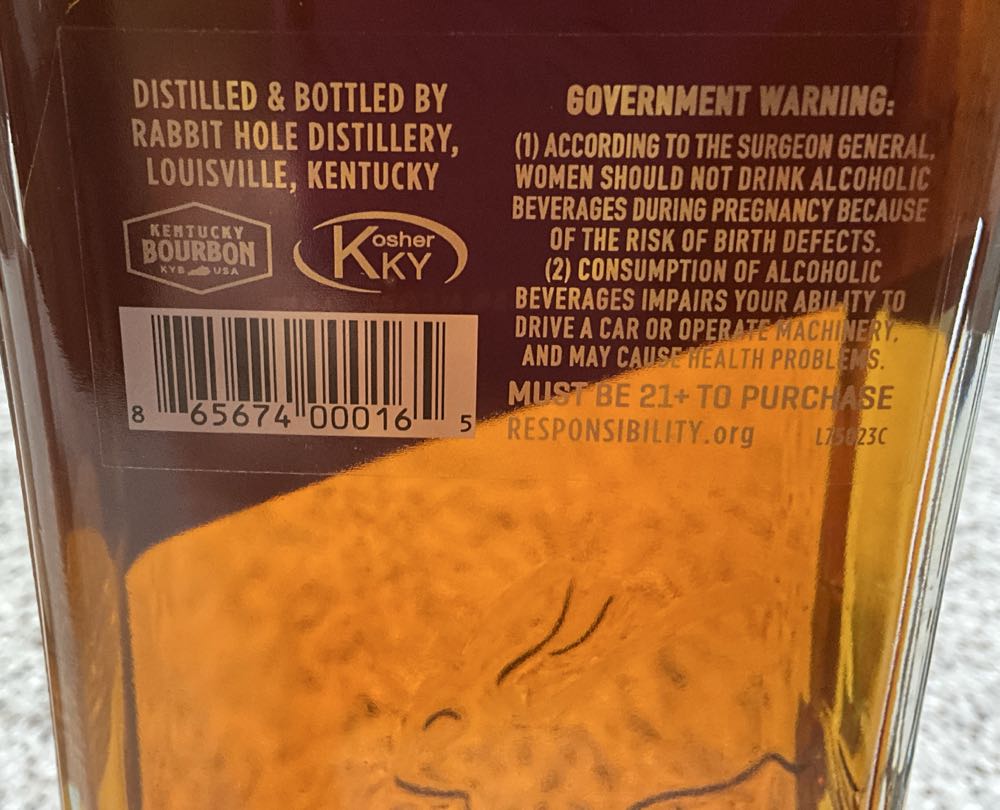 DISTILLED & BOTTLED BY
RABBIT HOLE DISTILLERY,
LOUISVILLE, KENTUCKY
KENTUCKY
BOURBON
KYB USA
Kosher
KY
8 65674 00016 5
GOVERNMENT WARNING:
(1) ACCORDING TO THE SURGEON GENERAL,
WOMEN SHOULD NOT DRINK ALCOHOLIC
BEVERAGES DURING PREGNANCY BECAUSE
OF THE RISK OF BIRTH DEFECTS.
(2) CONSUMPTION OF ALCOHOLIC
BEVERAGES IMPAIRS YOUR ABILITY TO
DRIVE A CAR OR OPERATE MACHINERY,
AND MAY CAUSE HEALTH PROBLEMS.
MUST BE 21+ TO PURCHASE
RESPONSIBILITY.org